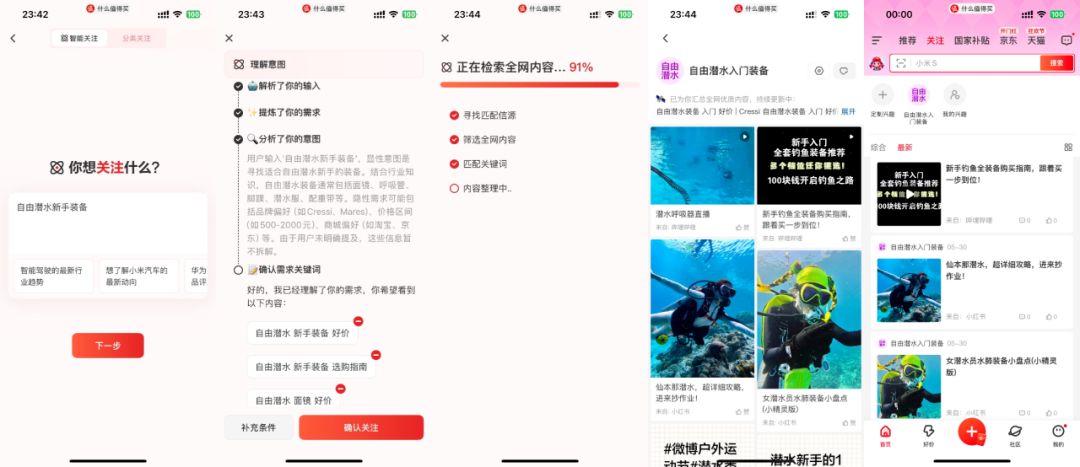 23:42
什么值得买
100
智能关注
分类关注
你想关注什么?
自由潜水新手装备
智能驾驶的最新行
业趋势
想了解小米汽车的
最新动向
华为
品评
下一步
23:43
什么值得买
100
理解意图
解析了你的输入
提炼了你的需求
分析了你的意图
用户输入'自由潜水新手装备'，显性意图是
寻找适合自由潜水新手的装备。结合行业知
识，自由潜水装备通常包括面镜、呼吸管、
脚蹼、潜水服、配重带等。隐性需求可能包
括品牌偏好 (如Cressi、Mares)、价格区间
(如500-2000元)、商城偏好 (如淘宝、京
东) 等。由于用户未明确提及，这些信息暂
不拆解。
确认需求关键词
好的，我已经理解了你的需求，你希望看到
以下内容：
自由潜水 新手装备 好价
自由潜水 新手装备 选购指南
自由潜水 面镜 好价
补充条件
确认关注
23:44
什么值得买
100
正在检索全网内容... 91%
寻找匹配信源
筛选全网内容
匹配关键词
内容整理中..
23:44
什么值得买
100
自由
潜水
自由潜水入门装备
已为你汇总全网优质内容，持续更新中：
自由潜水装备 入门 好价 | Cressi 自由潜水装备 入门 好价
展开
潜水呼吸器直播
来自: 哔哩哔哩
赞
新手入门
全套钓鱼装备推荐
多个价位任你挑选!
100块钱开启钓鱼之路
新手钓鱼全装备购买指南，
跟着买一步到位！
来自: 哔哩哔哩
赞
仙本那潜水，超详细攻略，
进来抄作业！
来自: 小红书
赞
女潜水员水肺装备小盘点
(小精灵版)
来自: 小红书
赞
#微博户外运
动节#潜水季
潜水新手的1
00:00
什么值得买
100
推荐
关注
国家补贴
开门红
京东
狂欢节
天猫
小米 S
搜索
定制兴趣
自由
潜水
自由潜水入
门装备
我的兴趣
综合
最新
新手入门
全套钓鱼装备推荐
多个价位任你挑选!
100块钱开启钓鱼之路
新手钓鱼全装备购买指南，跟着
买一步到位！
来自: 哔哩哔哩
0
0
自由潜水入门装备 05-30
仙本那潜水，超详细攻略，进来
抄作业！
来自: 小红书
0
0
自由潜水入门装备 05-30
女潜水员水肺装备小盘点(小精灵
版)
来自: 小红书
0
0
首页
好价
社区
我的